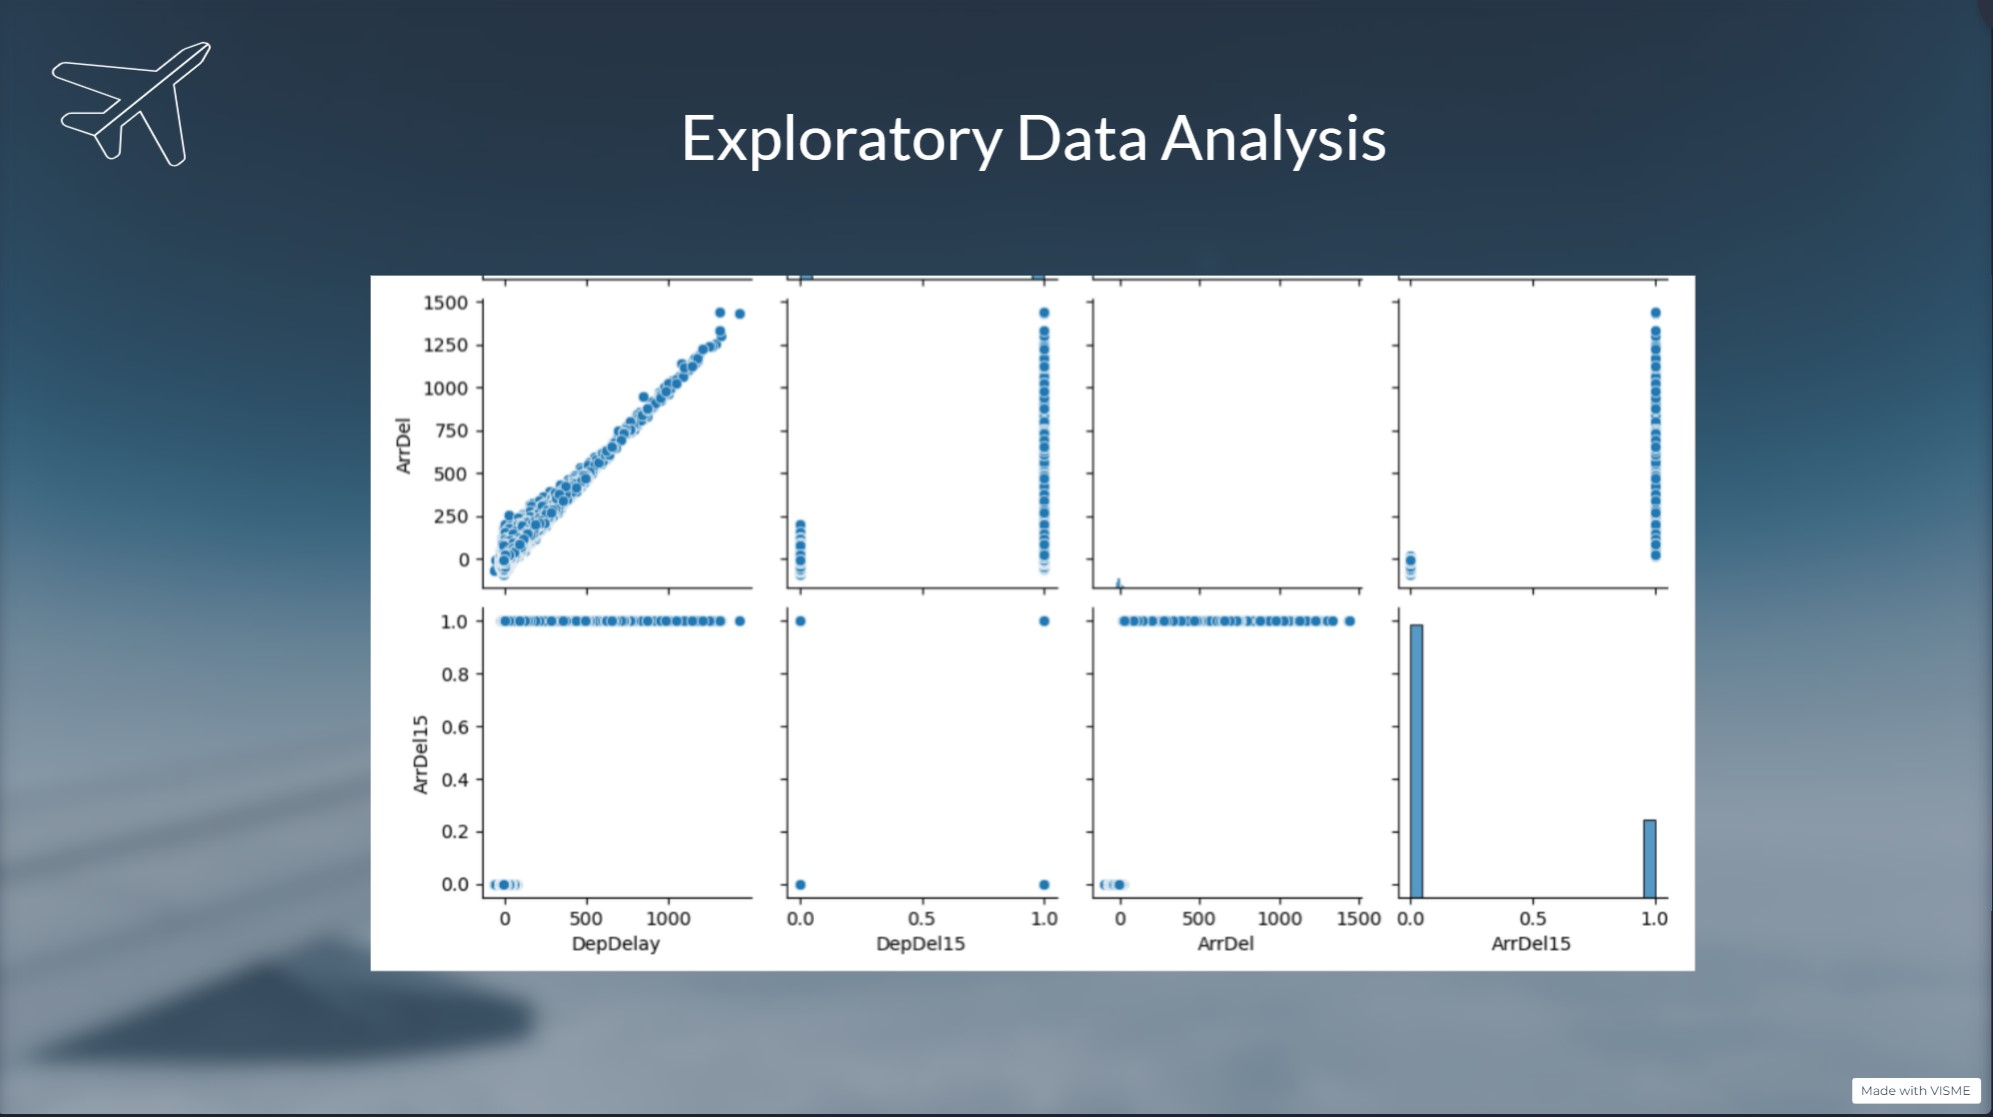 Exploratory Data Analysis
1500
1250
1000
750
500
250
0
ArrDel
1.0
0.8
0.6
0.4
0.2
0.0
ArrDel15
0 500 1000
DepDelay
0.0 0.5 1.0
DepDel15
0 500 1000 1500
ArrDel
0.0 0.5 1.0
ArrDel15
Made with VISME